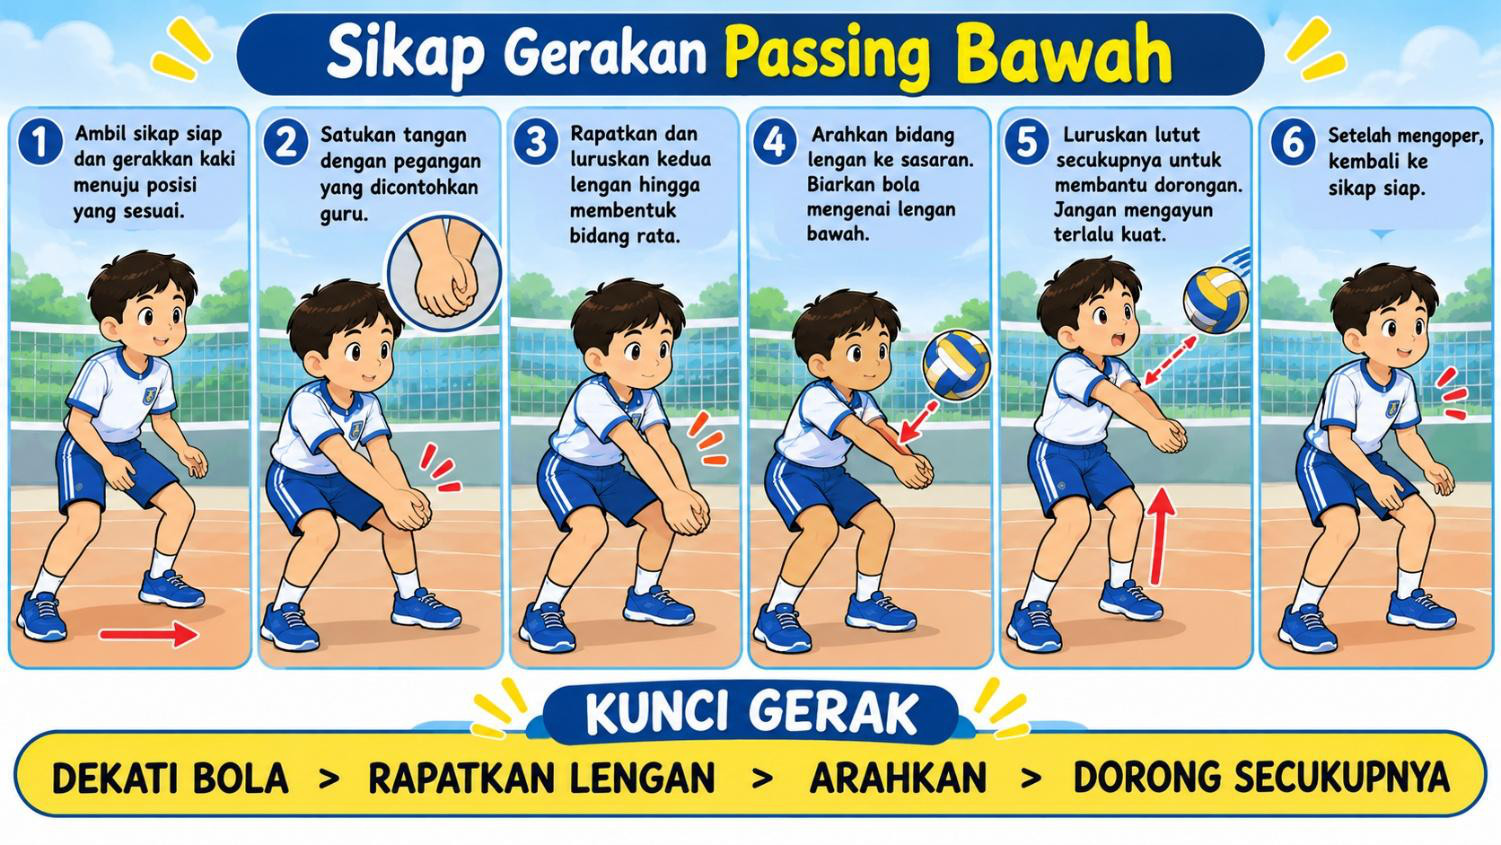 Sikap Gerakan Passing Bawah
1
Ambil sikap siap
dan gerakkan kaki
menuju posisi
yang sesuai.
2
Satukan tangan
dengan pegangan
yang dicontohkan
guru.
3
Rapatkan dan
luruskan kedua
lengan hingga
membentuk
bidang rata.
4
Arahkan bidang
lengan ke sasaran.
Biarkan bola
mengenai lengan
bawah.
5
Luruskan lutut
secukupnya untuk
membantu dorongan.
Jangan mengayun
terlalu kuat.
6
Setelah mengoper,
kembali ke
sikap siap.
KUNCI GERAK
DEKATI BOLA > RAPATKAN LENGAN > ARAHKAN > DORONG SECUKUPNYA